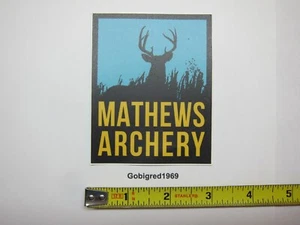 MATHEWS
ARCHERY
Gobigred1969
1 2 3 4 5